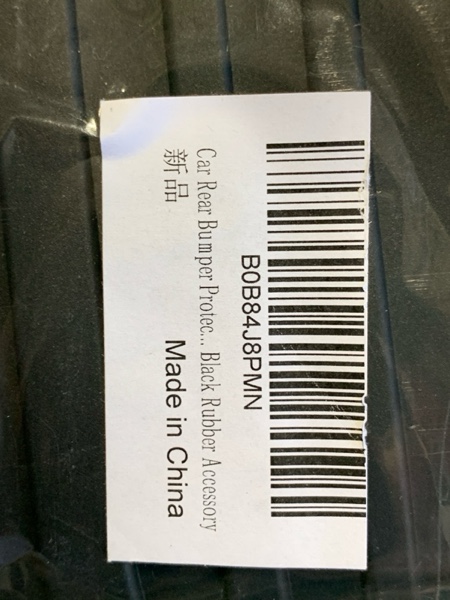 B0B84J8PMN
Car Rear Bumper Protec... Black Rubber Accessory
新品
Made in China